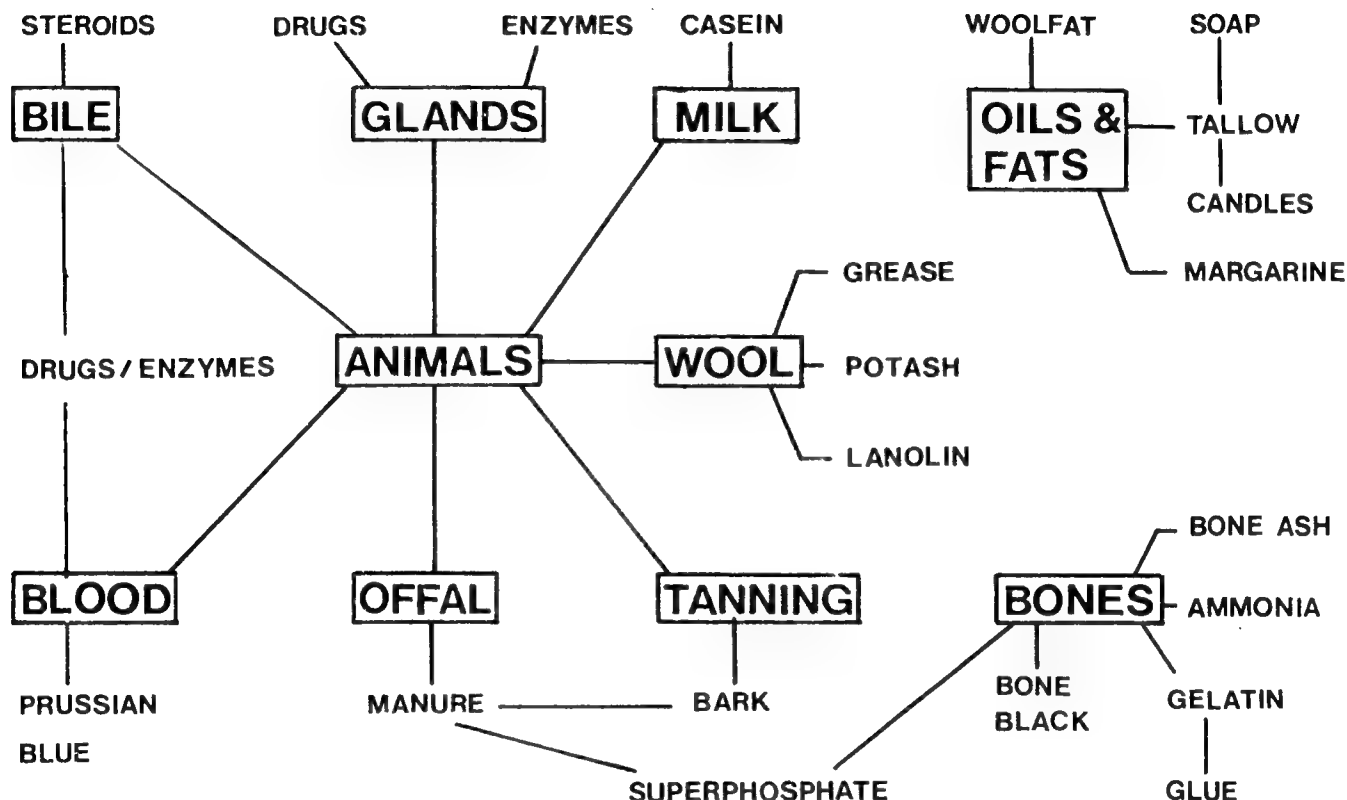 STEROIDS
DRUGS
ENZYMES
CASEIN
WOOLFAT
SOAP
BILE
GLANDS
MILK
OILS &
FATS
TALLOW
CANDLES
GREASE
MARGARINE
DRUGS/ENZYMES
ANIMALS
WOOL
POTASH
LANOLIN
BONE ASH
BLOOD
OFFAL
TANNING
BONES
AMMONIA
PRUSSIAN
BLUE
MANURE
BARK
BONE
BLACK
GELATIN
SUPERPHOSPHATE
GLUE